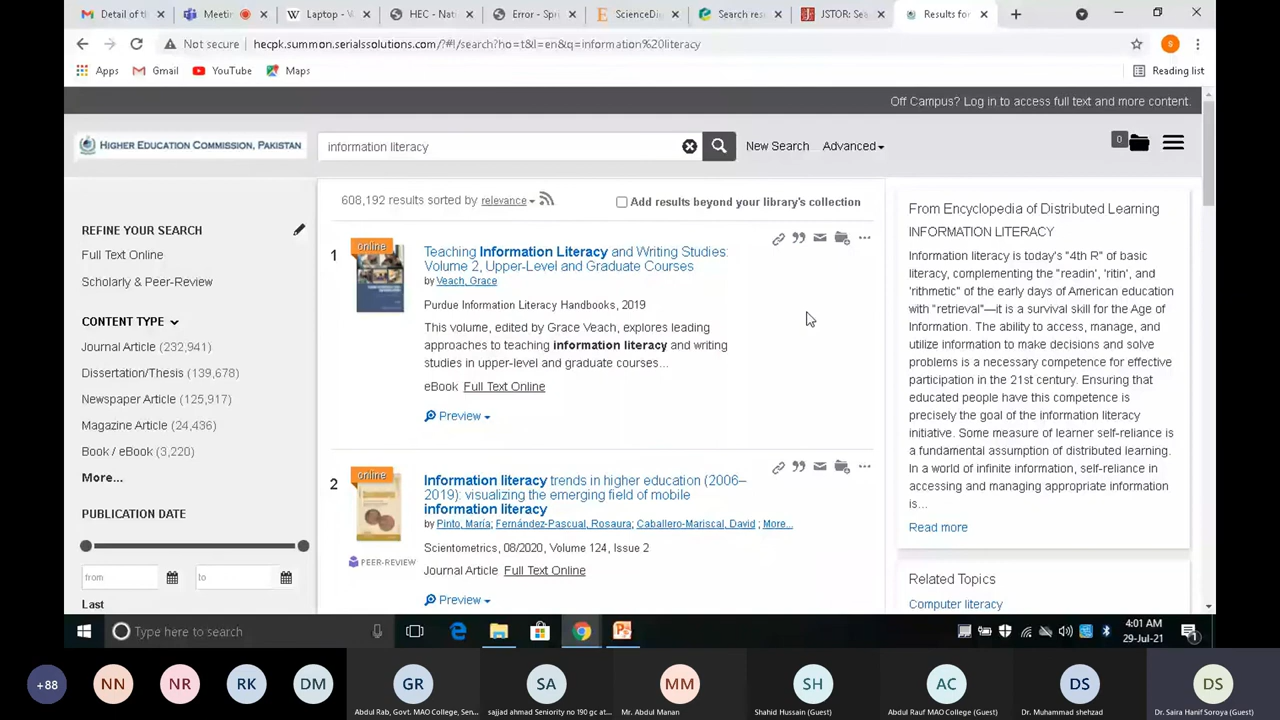 Detail of th
Meeti
Laptop - V
HEC - Nat
Error - Spri
ScienceDi
Search res
JSTOR: Se
Results for
Not secure
hecpk.summon.serialssolutions.com/?#!/search?ho=t&l=en&q=information%20literacy
S
Apps
Gmail
YouTube
Maps
Reading list
Off Campus? Log in to access full text and more content.
HIGHER EDUCATION COMMISSION, PAKISTAN
information literacy
New Search
Advanced
0
608,192 results sorted by relevance
Add results beyond your library's collection
REFINE YOUR SEARCH
Full Text Online
Scholarly & Peer-Review
CONTENT TYPE
Journal Article (232,941)
Dissertation/Thesis (139,678)
Newspaper Article (125,917)
Magazine Article (24,436)
Book / eBook (3,220)
More...
PUBLICATION DATE
from
to
Last
1
online
Teaching Information Literacy and Writing Studies:
Volume 2, Upper-Level and Graduate Courses
by Veach, Grace
Purdue Information Literacy Handbooks, 2019
This volume, edited by Grace Veach, explores leading
approaches to teaching information literacy and writing
studies in upper-level and graduate courses...
eBook Full Text Online
Preview
2
online
PEER-REVIEW
Information literacy trends in higher education (2006–
2019): visualizing the emerging field of mobile
information literacy
by Pinto, María; Fernández-Pascual, Rosaura; Caballero-Mariscal, David ; More...
Scientometrics, 08/2020, Volume 124, Issue 2
Journal Article Full Text Online
Preview
From Encyclopedia of Distributed Learning
INFORMATION LITERACY
Information literacy is today's "4th R" of basic
literacy, complementing the "readin', 'ritin', and
'rithmetic" of the early days of American education
with "retrieval"—it is a survival skill for the Age of
Information. The ability to access, manage, and
utilize information to make decisions and solve
problems is a necessary competence for effective
participation in the 21st century. Ensuring that
educated people have this competence is
precisely the goal of the information literacy
initiative. Some measure of learner self-reliance is
a fundamental assumption of distributed learning.
In a world of infinite information, self-reliance in
accessing and managing appropriate information
is...
Read more
Related Topics
Computer literacy
Type here to search
4:01 AM
29-Jul-21
1
+88
NN
NR
RK
DM
GR
SA
MM
SH
AC
DS
DS
Abdul Rab, Govt. MAO College, Sen...
sajjad ahmad Seniority no 190 gc at...
Mr. Abdul Manan
Shahid Hussain (Guest)
Abdul Rauf MAO College (Guest)
Dr. Muhammad shehzad
Dr. Saira Hanif Soroya (Guest)